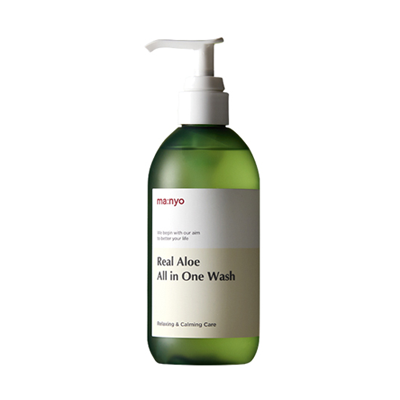 ma:nyo
We begin with our aim
to better your life
Real Aloe
All in One Wash
Relaxing & Calming Care